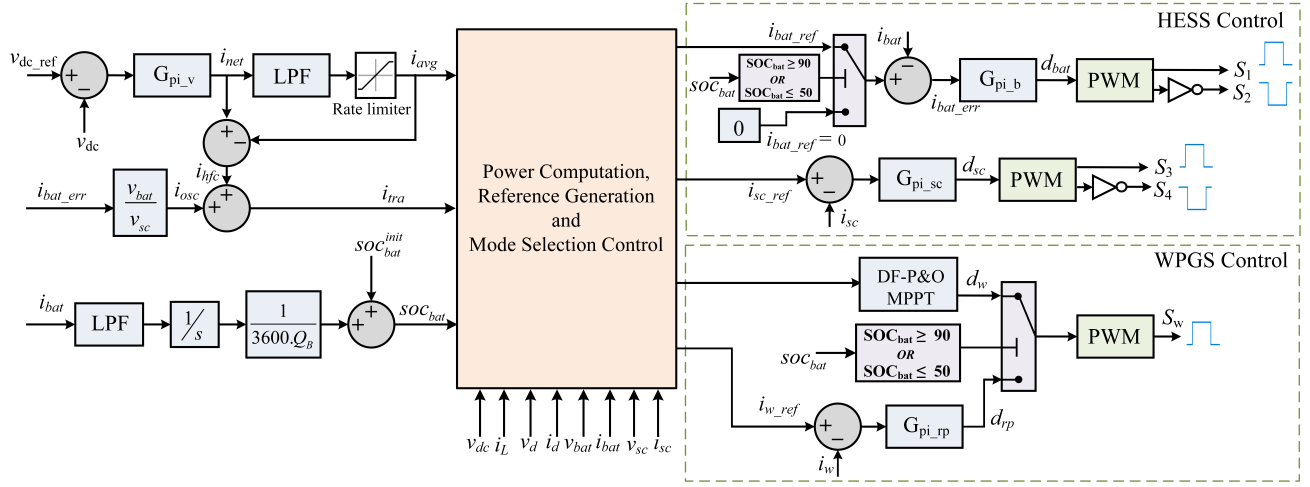 v_dc_ref
+
−
v_dc
G_pi_v
i_net
LPF
Rate limiter
i_avg
+
−
i_hfc
i_bat_err
v_bat
v_sc
i_osc
+
+
i_tra
soc_bat^init
i_bat
LPF
1/s
1
3600.Q_B
+
+
soc_bat
Power Computation,
Reference Generation
and
Mode Selection Control
v_dc
i_L
v_d
i_d
v_bat
i_bat
v_sc
i_sc
HESS Control
i_bat_ref
soc_bat
SOC_bat ≥ 90
OR
SOC_bat ≤ 50
0
i_bat_ref = 0
i_bat
−
+
i_bat_err
G_pi_b
d_bat
PWM
S_1
S_2
i_sc_ref
+
−
i_sc
G_pi_sc
d_sc
PWM
S_3
S_4
WPGS Control
DF-P&O
MPPT
d_w
soc_bat
SOC_bat ≥ 90
OR
SOC_bat ≤ 50
PWM
S_w
i_w_ref
+
−
i_w
G_pi_rp
d_rp